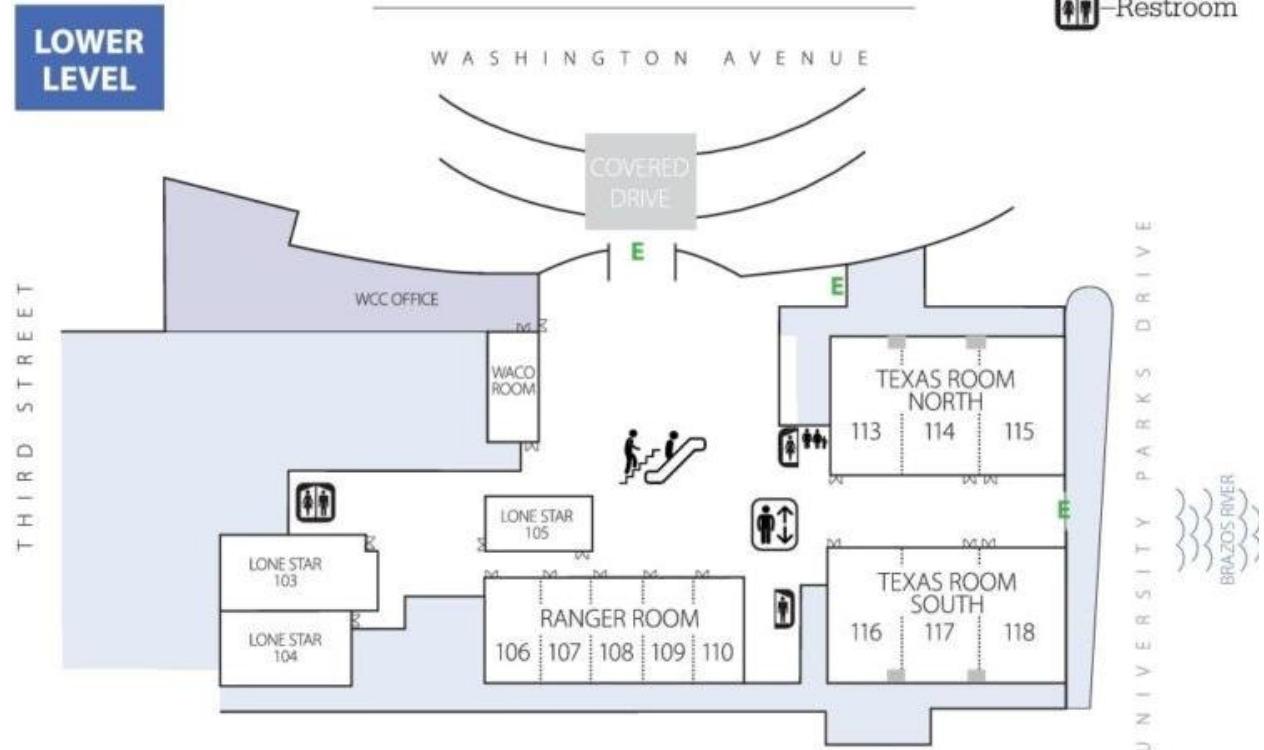 LOWER
LEVEL
–Restroom
WASHINGTON AVENUE
COVERED
DRIVE
E
E
WCC OFFICE
THIRD STREET
WACO
ROOM
TEXAS ROOM
NORTH
113 114 115
UNIVERSITY PARKS DRIVE
BRAZOS RIVER
E
LONE STAR
105
LONE STAR
103
LONE STAR
104
RANGER ROOM
106 107 108 109 110
TEXAS ROOM
SOUTH
116 117 118